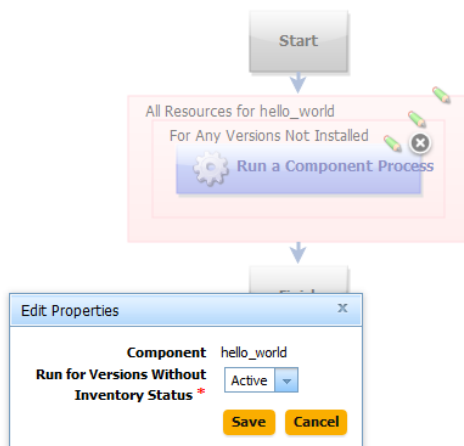 Start
All Resources for hello_world
For Any Versions Not Installed
Run a Component Process
Edit Properties
x
Component hello_world
Run for Versions Without
Inventory Status * Active
Save Cancel